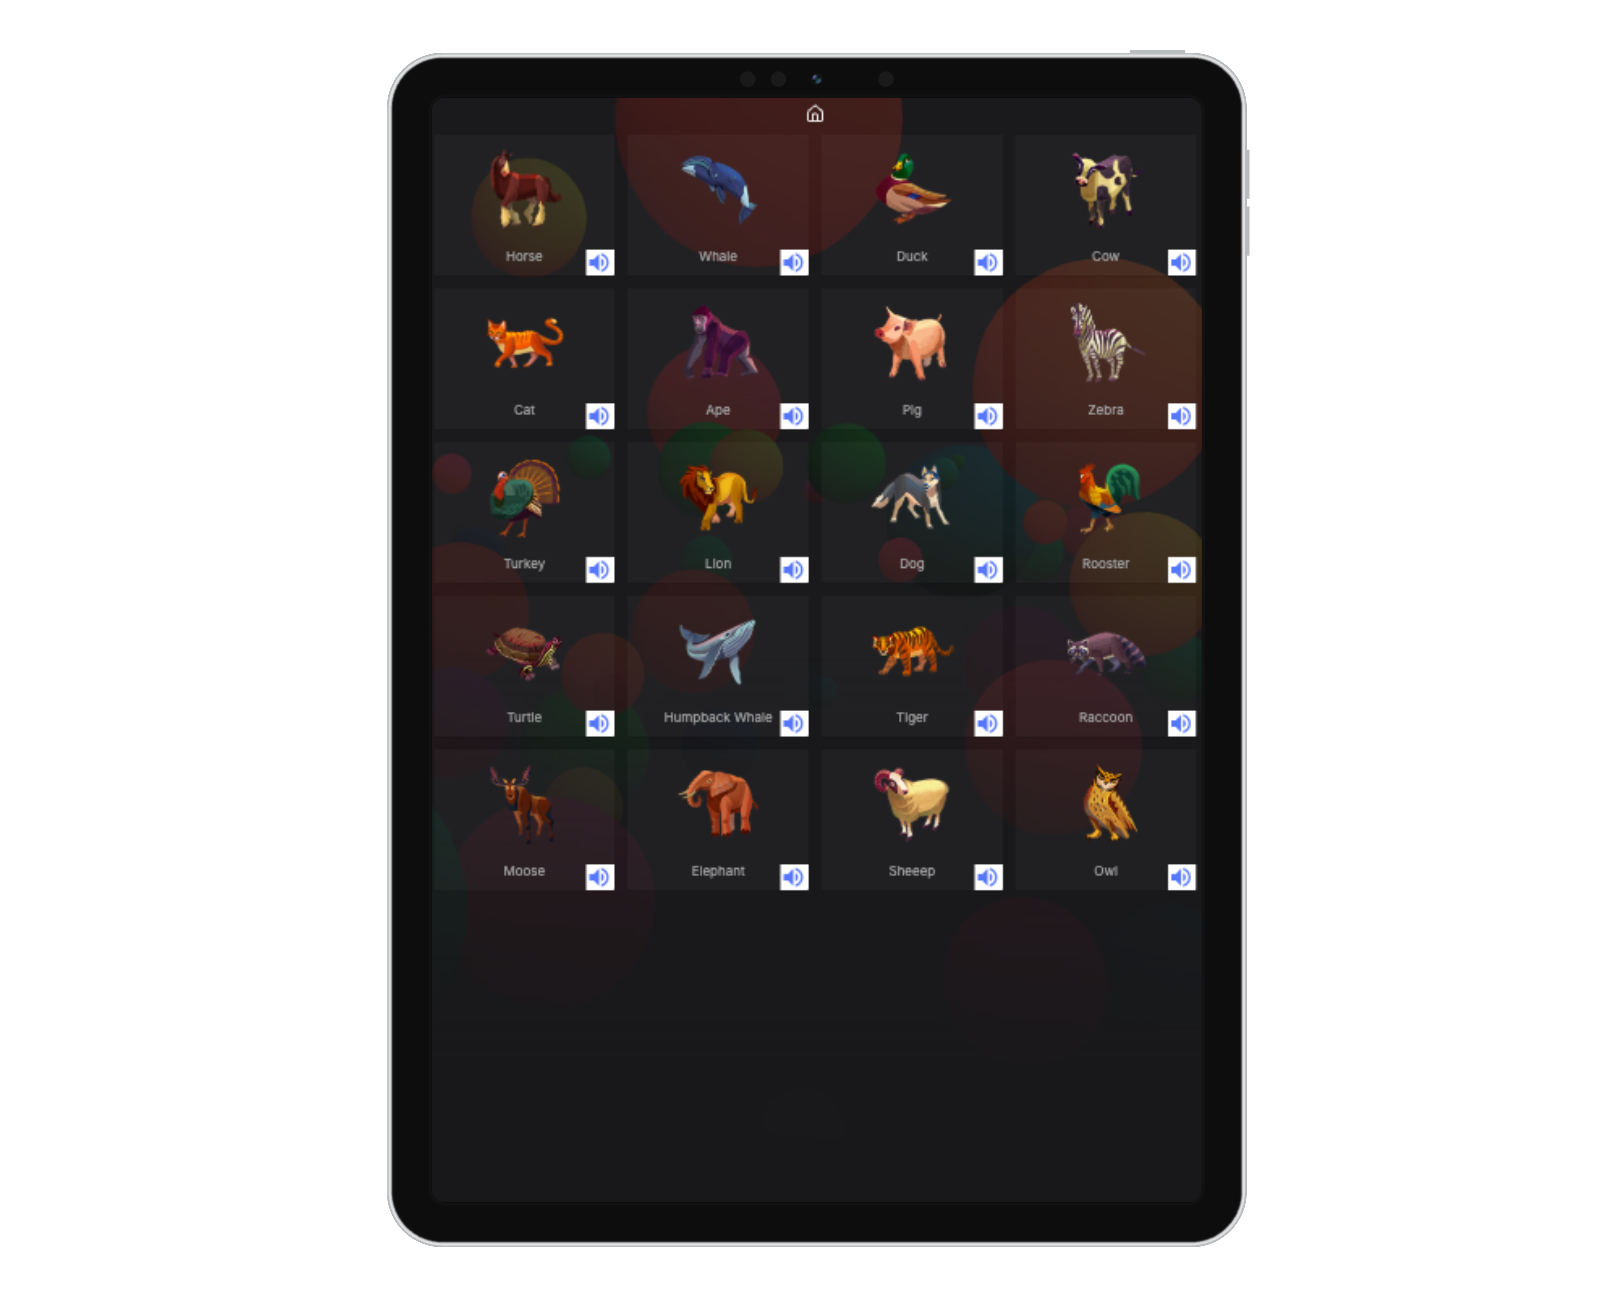 Horse
Whale
Duck
Cow
Cat
Ape
Pig
Zebra
Turkey
Lion
Dog
Rooster
Turtle
Humpback Whale
Tiger
Raccoon
Moose
Elephant
Sheeep
Owl